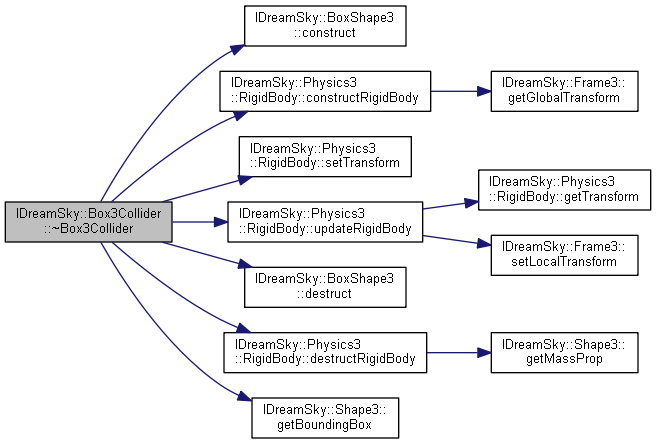 IDreamSky::BoxShape3
::construct
IDreamSky::Physics3
::RigidBody::constructRigidBody
IDreamSky::Frame3::
getGlobalTransform
IDreamSky::Physics3
::RigidBody::setTransform
IDreamSky::Physics3
::RigidBody::getTransform
IDreamSky::Box3Collider
::~Box3Collider
IDreamSky::Physics3
::RigidBody::updateRigidBody
IDreamSky::Frame3::
setLocalTransform
IDreamSky::BoxShape3
::destruct
IDreamSky::Physics3
::RigidBody::destructRigidBody
IDreamSky::Shape3::
getMassProp
IDreamSky::Shape3::
getBoundingBox